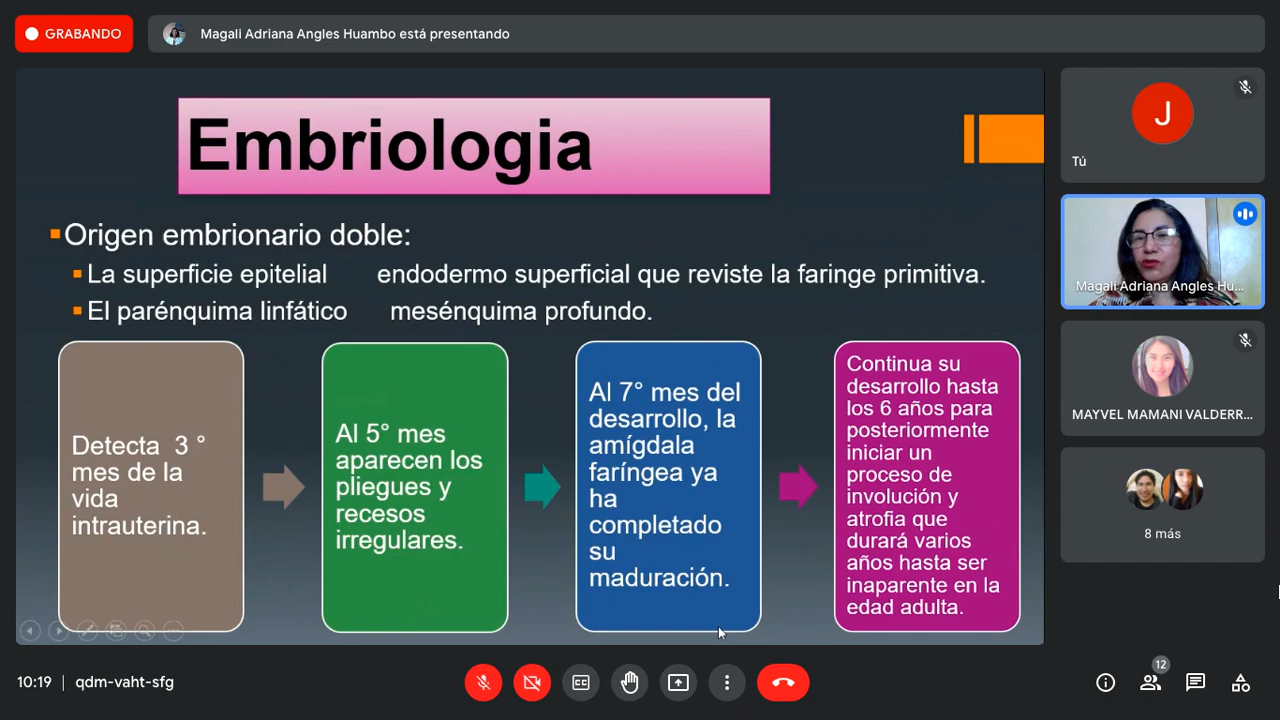 GRABANDO
Magali Adriana Angles Huambo está presentando
Embriologia
Origen embrionario doble:
La superficie epitelial endodermo superficial que reviste la faringe primitiva.
El parénquima linfático mesénquima profundo.
Detecta 3 °
mes de la
vida
intrauterina.
Al 5° mes
aparecen los
pliegues y
recesos
irregulares.
Al 7° mes del
desarrollo, la
amígdala
faríngea ya
ha
completado
su
maduración.
Continua su
desarrollo hasta
los 6 años para
posteriormente
iniciar un
proceso de
involución y
atrofia que
durará varios
años hasta ser
inaparente en la
edad adulta.
J
Tú
Magali Adriana Angles Hu...
MAYVEL MAMANI VALDERR...
8 más
10:19 | qdm-vaht-sfg
CC
12